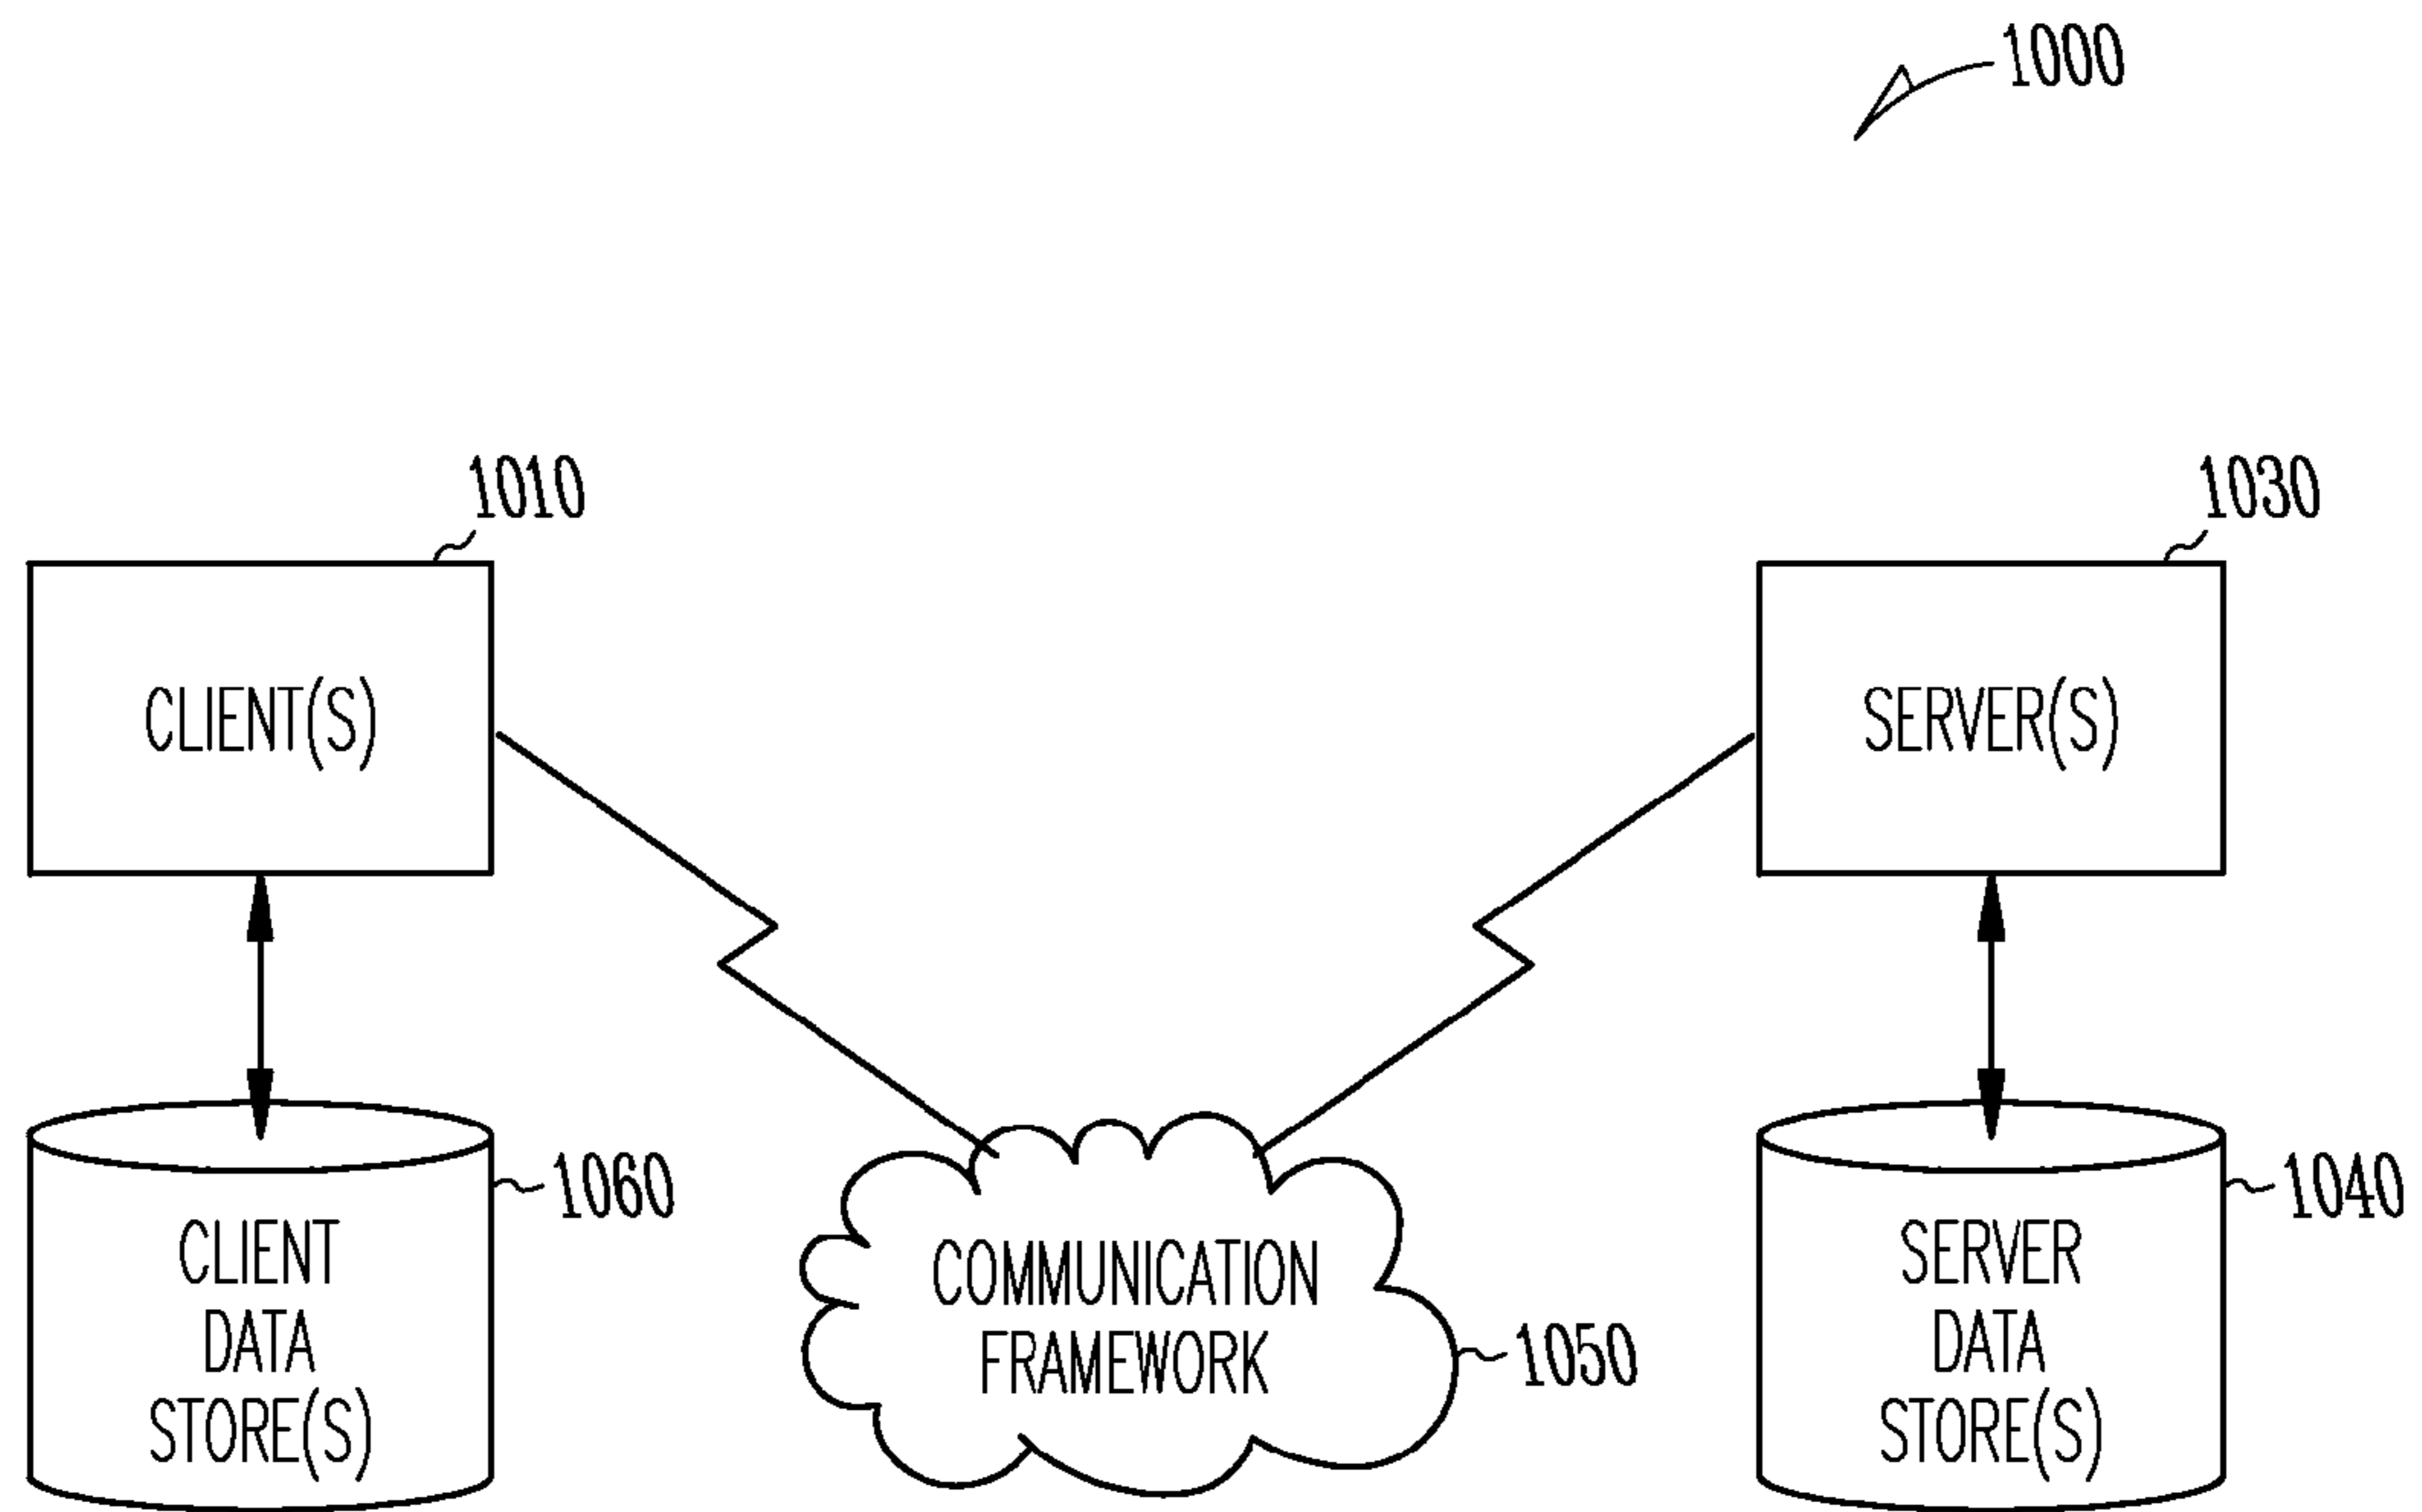 1000
1010
1030
CLIENT(S)
SERVER(S)
1060
1040
CLIENT
DATA
STORE(S)
COMMUNICATION
FRAMEWORK
1050
SERVER
DATA
STORE(S)